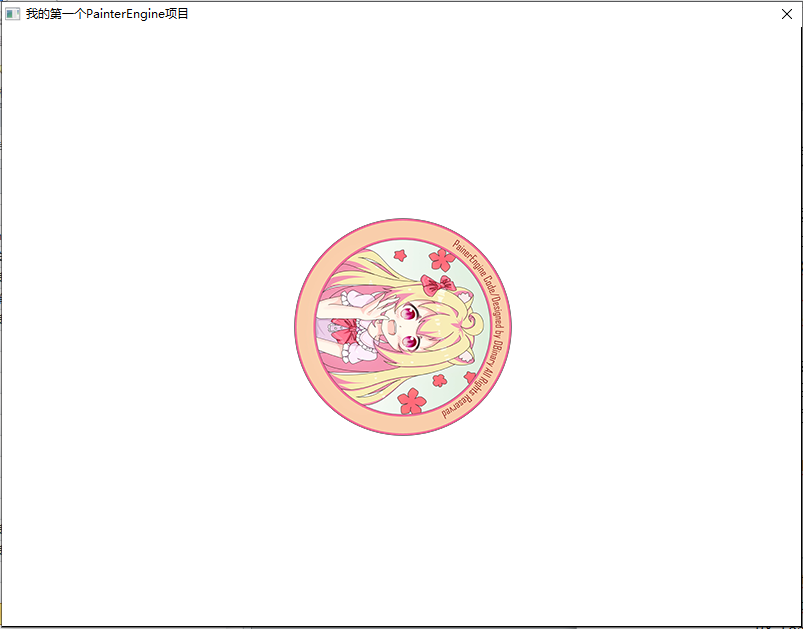 我的第一个PainterEngine项目
PainerEngine Code/Designed by DBinary All Rights Reserved